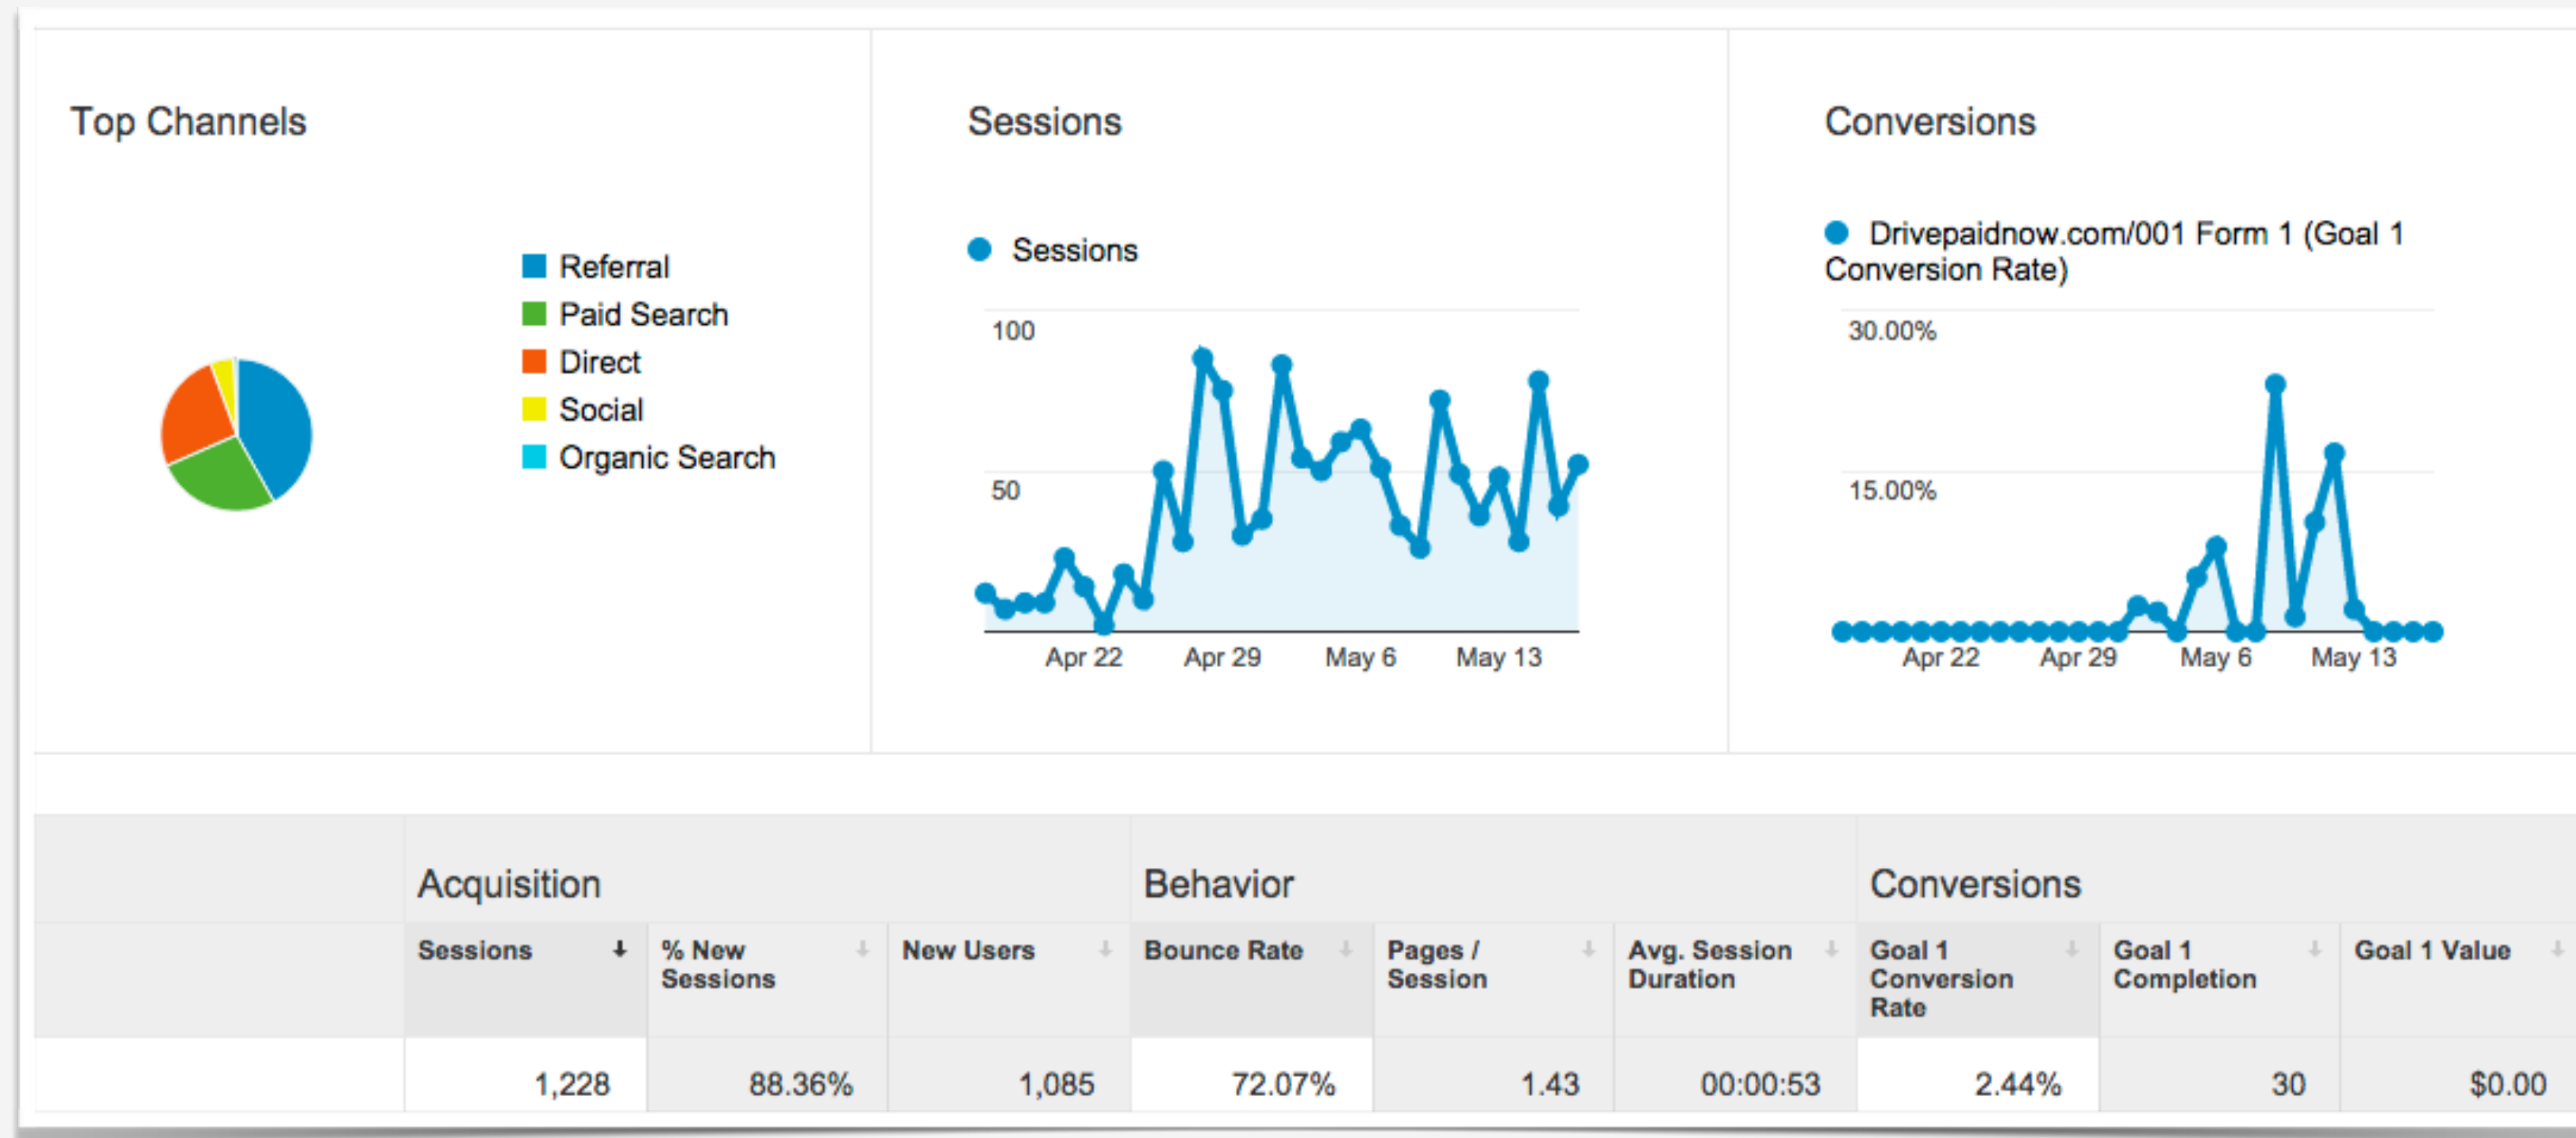 Top Channels
Referral
Paid Search
Direct
Social
Organic Search
Sessions
Sessions
100
50
Apr 22 Apr 29 May 6 May 13
Conversions
Drivepaidnow.com/001 Form 1 (Goal 1
Conversion Rate)
30.00%
15.00%
Apr 22 Apr 29 May 6 May 13
Acquisition Behavior Conversions
Sessions
% New
Sessions
New Users
Bounce Rate
Pages /
Session
Avg. Session
Duration
Goal 1
Conversion
Rate
Goal 1
Completion
Goal 1 Value
1,228 88.36% 1,085 72.07% 1.43 00:00:53 2.44% 30 $0.00